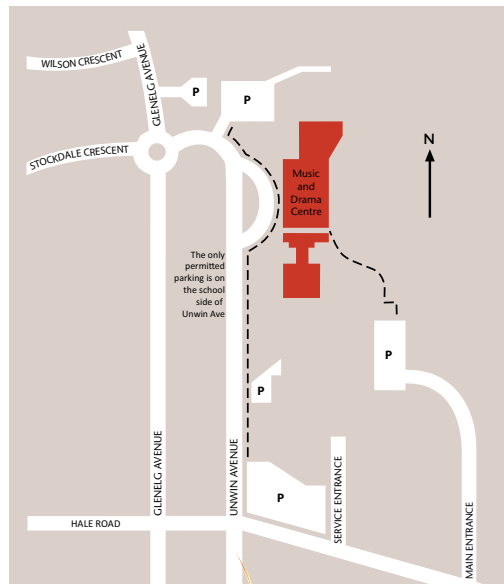 WILSON CRESCENT
GLENELG AVENUE
P
P
STOCKDALE CRESCENT
N
Music
and
Drama
Centre
The only
permitted
parking is on
the school
side of
Unwin Ave
P
P
GLENELG AVENUE
UNWIN AVENUE
P
SERVICE ENTRANCE
MAIN ENTRANCE
HALE ROAD